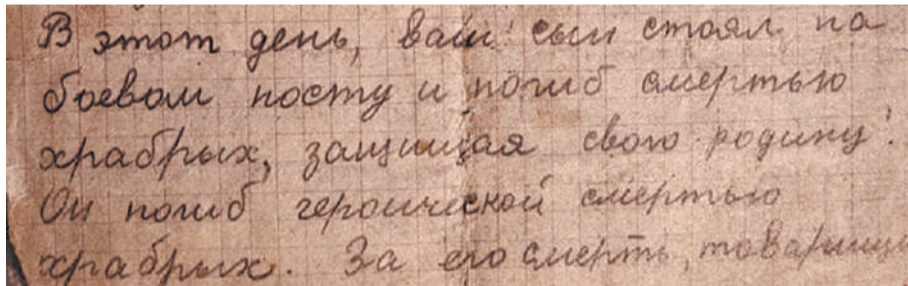 В этот день, ваш сын стоял на
боевом посту и погиб смертью
храбрых, защищая свою родину!
Он погиб героической смертью
храбрых. За его смерть, товарищи